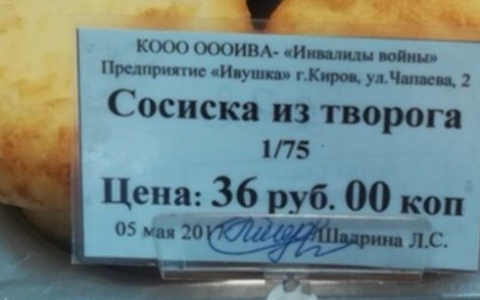 КООО ОООИВА- «Инвалиды войны»
Предприятие «Ивушка» г.Киров, ул.Чапаева, 2
Сосиска из творога
1/75
Цена: 36 руб. 00 коп
05 мая 2017 Шадрина Л.С.